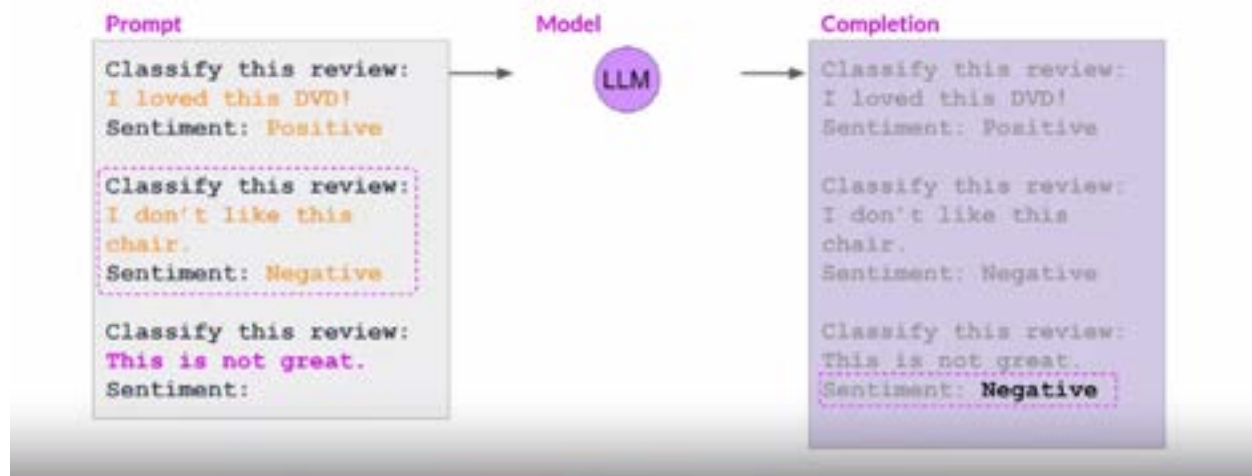 Prompt
Model
Completion
Classify this review:
I loved this DVD!
Sentiment: Positive
Classify this review:
I don't like this
chair.
Sentiment: Negative
Classify this review:
This is not great.
Sentiment:
LLM
Classify this review:
I loved this DVD!
Sentiment: Positive
Classify this review:
I don't like this
chair.
Sentiment: Negative
Classify this review:
This is not great.
Sentiment: Negative